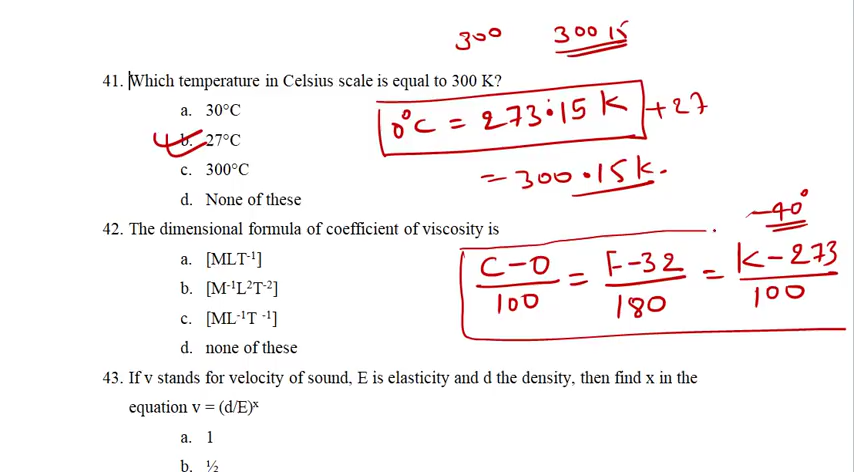 300 300 15
41. Which temperature in Celsius scale is equal to 300 K?
a. 30°C
0°C = 273.15 K +27
b. 27°C
= 300.15 K.
c. 300°C
d. None of these
-40°
42. The dimensional formula of coefficient of viscosity is
a. [MLT⁻¹]
C-0/100 = F-32/180 = K-273/100
b. [M⁻¹L²T⁻²]
c. [ML⁻¹T ⁻¹]
d. none of these
43. If v stands for velocity of sound, E is elasticity and d the density, then find x in the
equation v = (d/E)ˣ
a. 1
b. ½